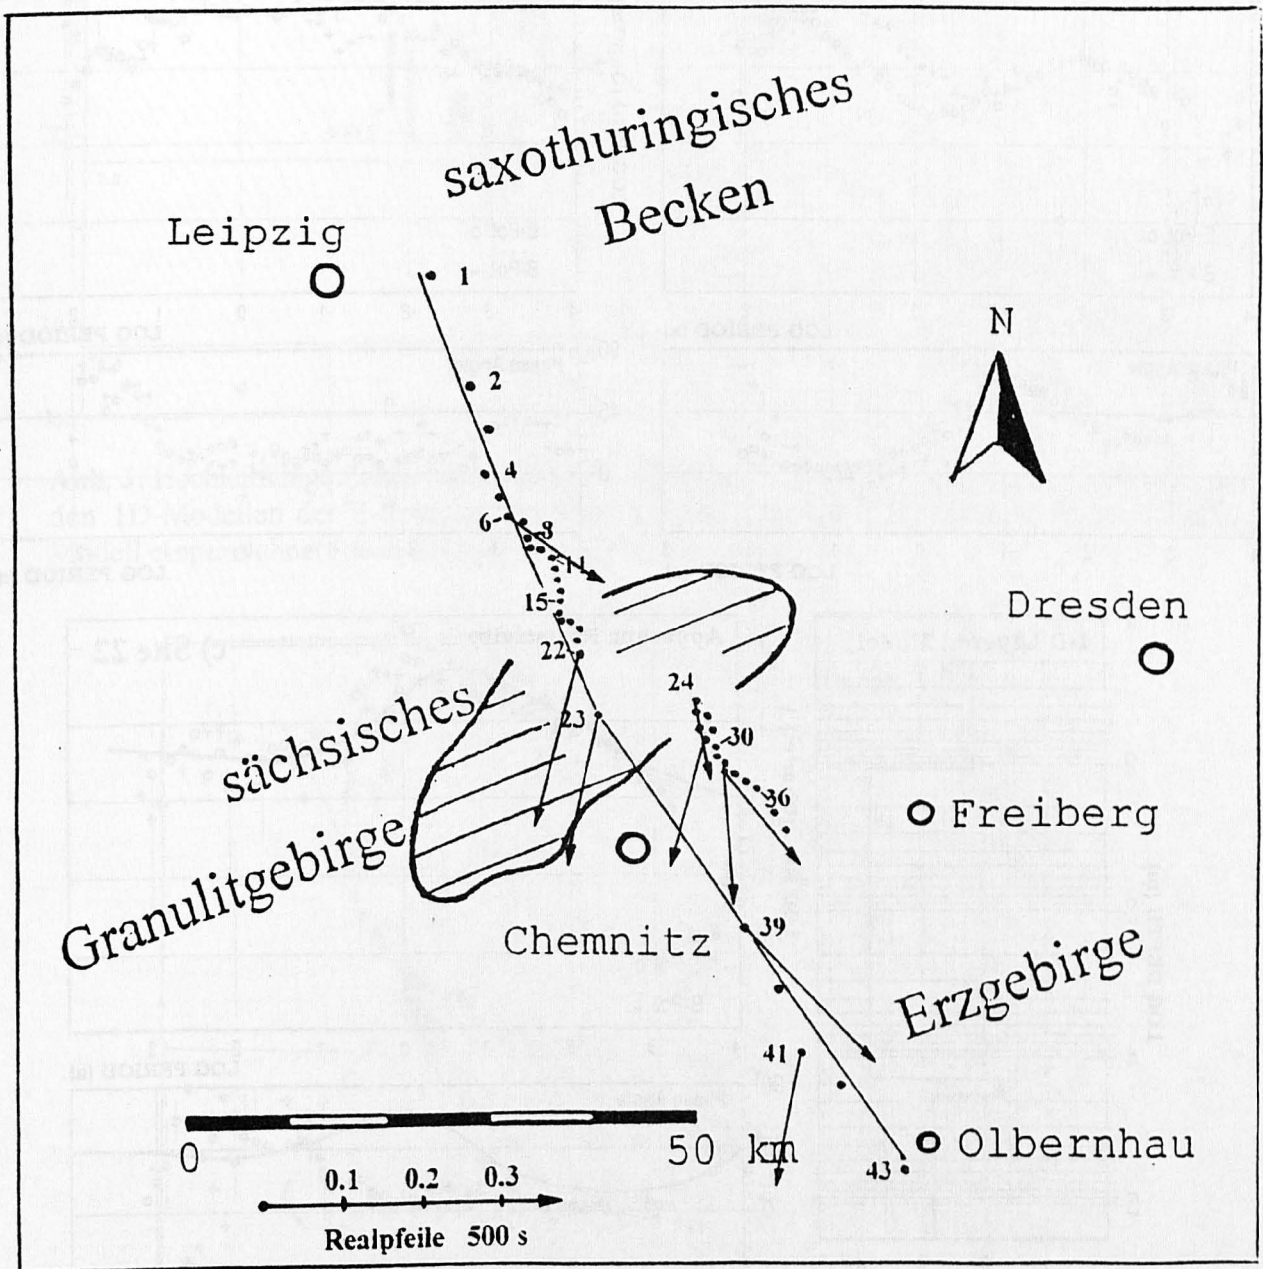 saxothuringisches
Becken
Leipzig
1
2
N
4
6
8
11
15
Dresden
22
24
23
30
sächsisches
36
Freiberg
Granulitgebirge
Chemnitz
39
Erzgebirge
41
0
50 km
Olbernhau
43
0.1 0.2 0.3
Realpfeile 500 s